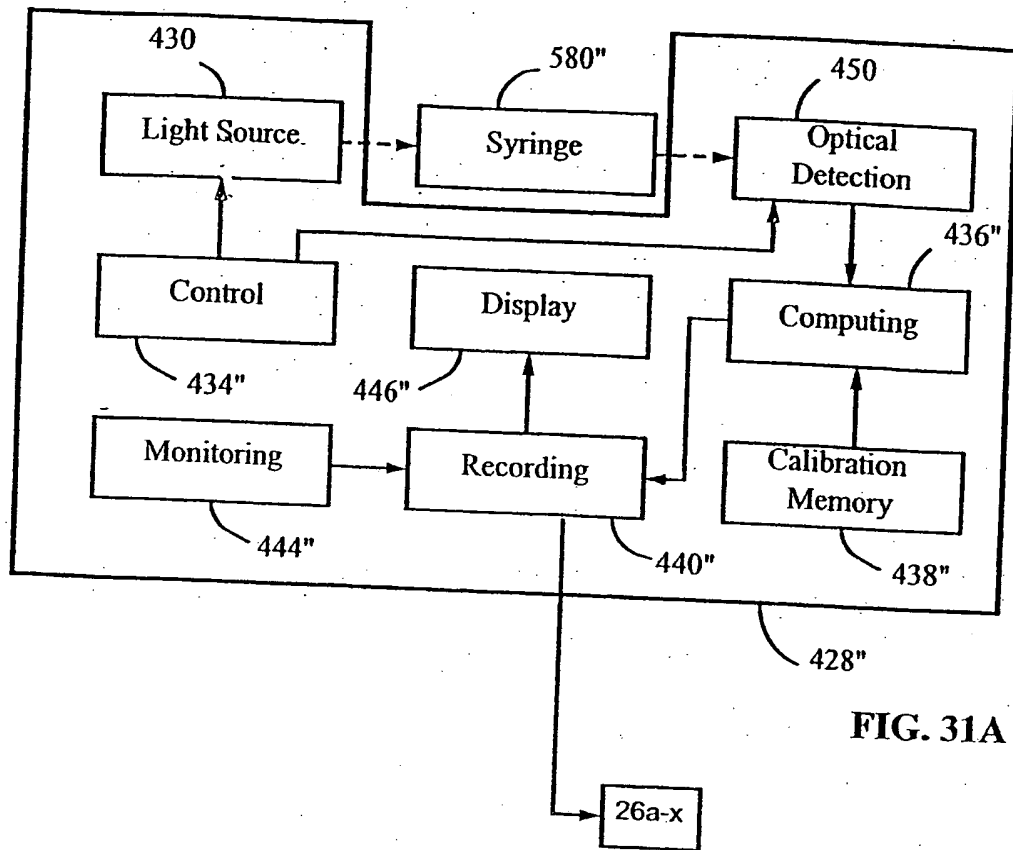 430
580"
450
Light Source
Syringe
Optical
Detection
436"
Control
Display
Computing
434"
446"
Monitoring
Recording
Calibration
Memory
444"
440"
438"
428"
FIG. 31A
26a-x